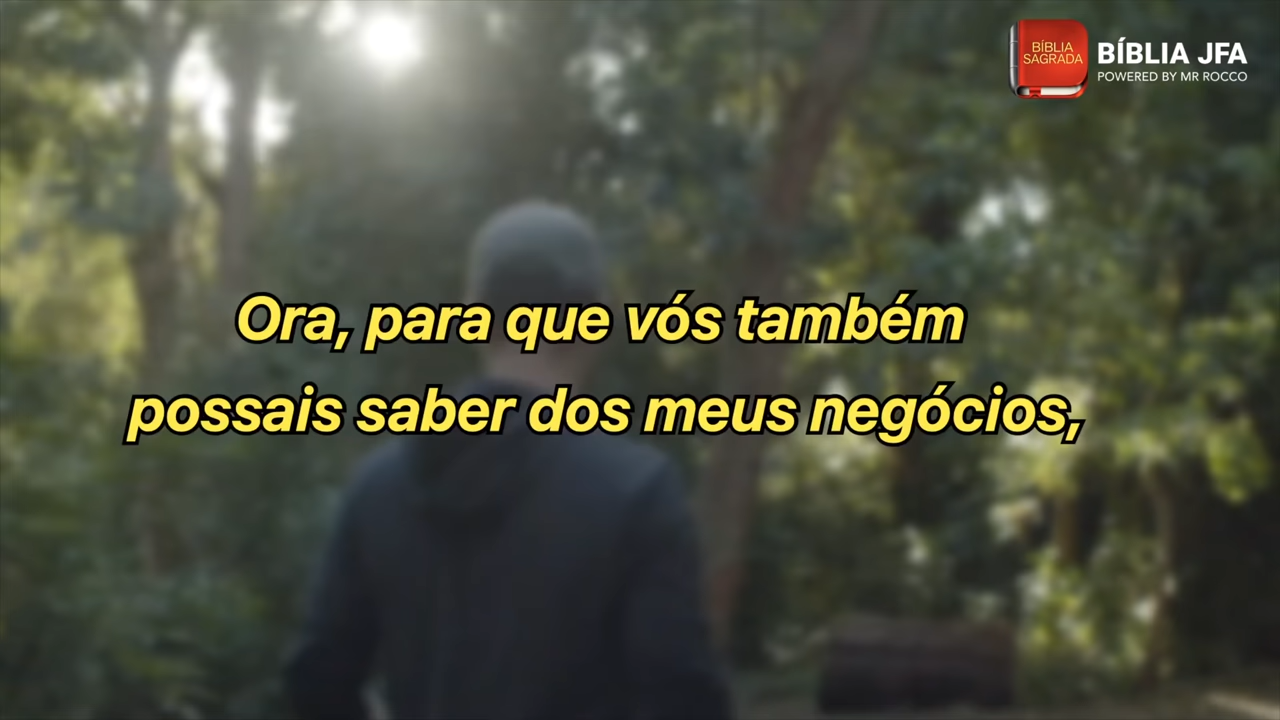 BÍBLIA
SAGRADA
BÍBLIA JFA
POWERED BY MR ROCCO
Ora, para que vós também
possais saber dos meus negócios,